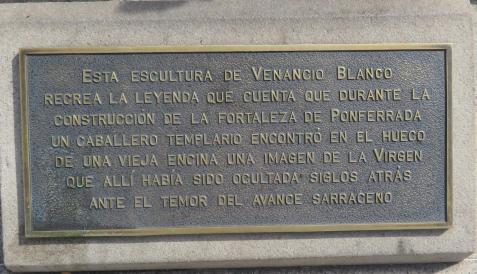 Esta escultura de Venancio Blanco
recrea la leyenda que cuenta que durante la
construcción de la fortaleza de Ponferrada
un caballero templario encontró en el hueco
de una vieja encina una imagen de la Virgen
que allí había sido ocultada siglos atrás
ante el temor del avance sarraceno